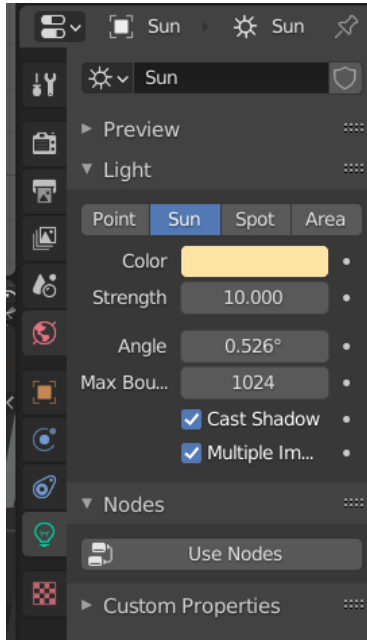 Sun Sun
Sun
Preview
Light
Point Sun Spot Area
Color
Strength 10.000
Angle 0.526°
Max Bou... 1024
Cast Shadow
Multiple Im...
Nodes
Use Nodes
Custom Properties